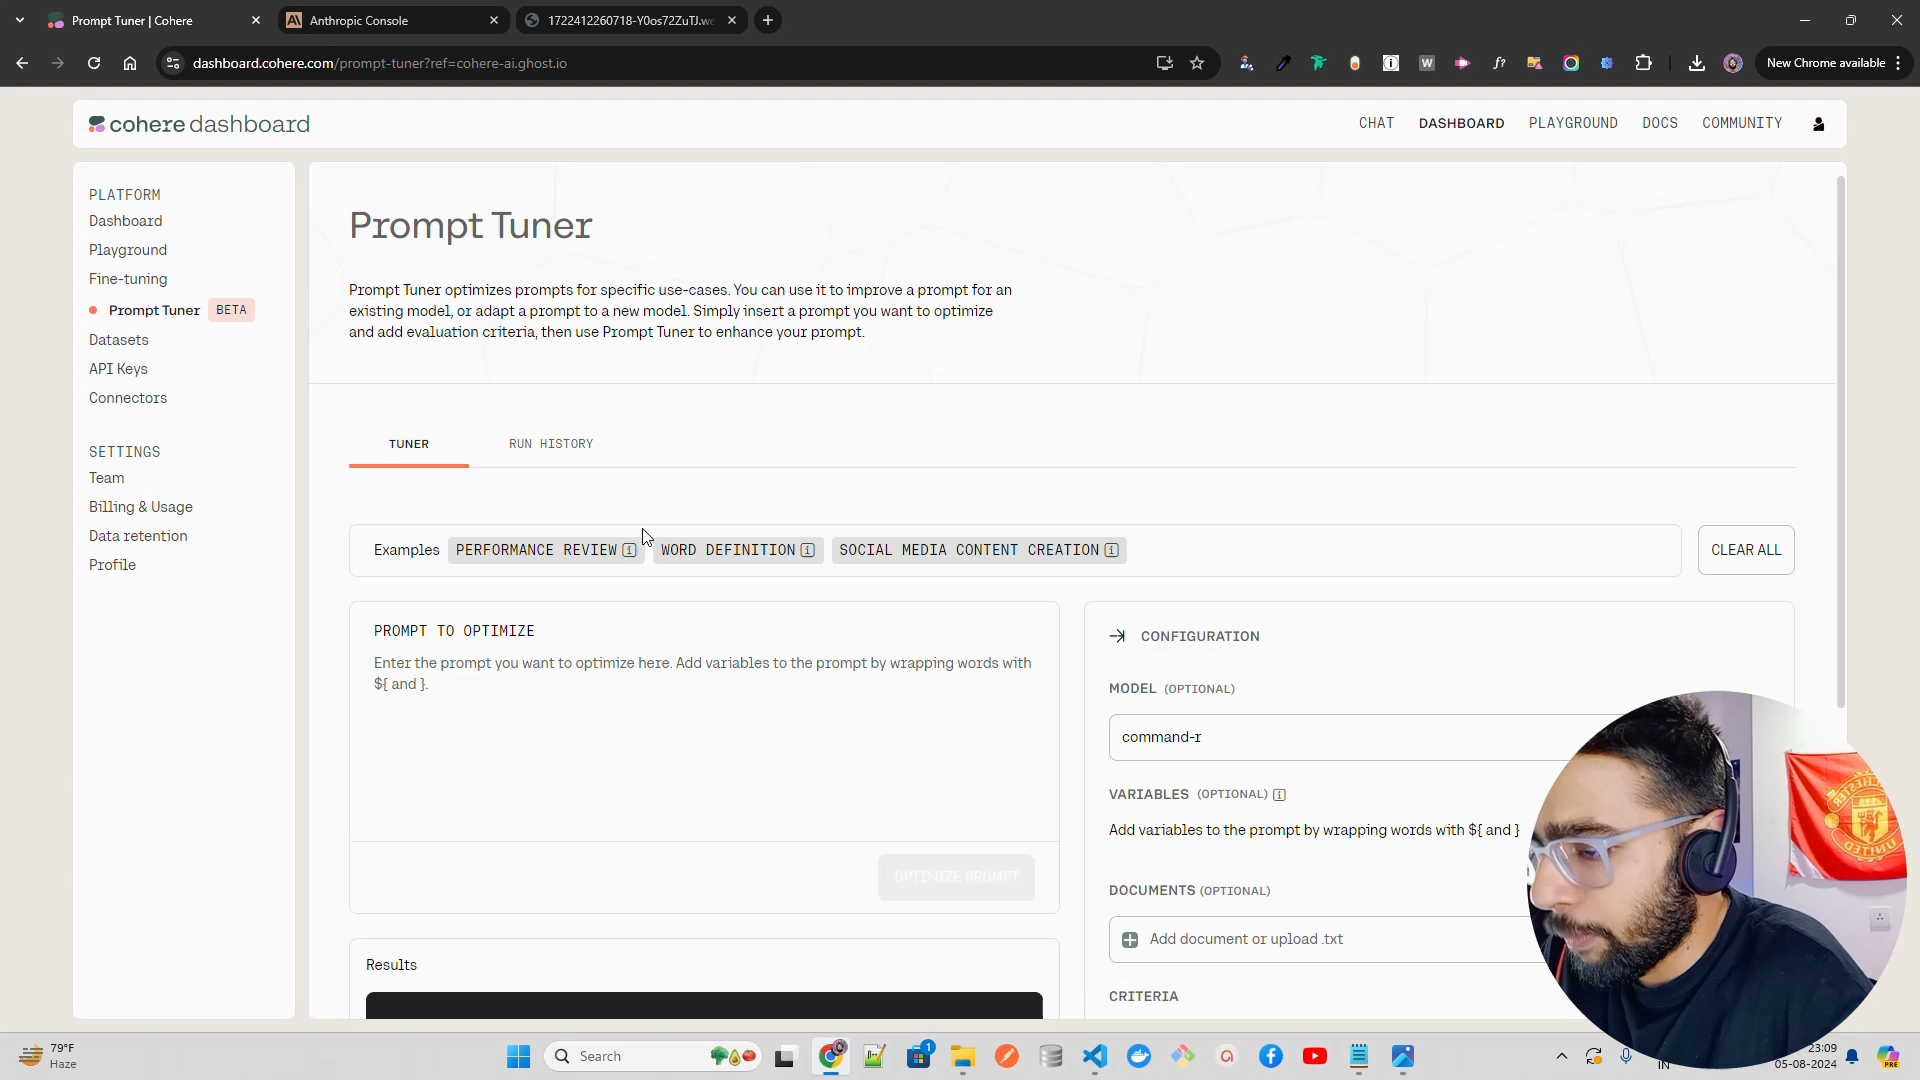 Prompt Tuner | Cohere
Anthropic Console
1722412260718-Y0os72ZuTJ.we
dashboard.cohere.com/prompt-tuner?ref=cohere-ai.ghost.io
New Chrome available
cohere dashboard
CHAT
DASHBOARD
PLAYGROUND
DOCS
COMMUNITY
PLATFORM
Dashboard
Playground
Fine-tuning
Prompt Tuner BETA
Datasets
API Keys
Connectors
SETTINGS
Team
Billing & Usage
Data retention
Profile
Prompt Tuner
Prompt Tuner optimizes prompts for specific use-cases. You can use it to improve a prompt for an
existing model, or adapt a prompt to a new model. Simply insert a prompt you want to optimize
and add evaluation criteria, then use Prompt Tuner to enhance your prompt.
TUNER
RUN HISTORY
Examples PERFORMANCE REVIEW WORD DEFINITION SOCIAL MEDIA CONTENT CREATION
CLEAR ALL
PROMPT TO OPTIMIZE
Enter the prompt you want to optimize here. Add variables to the prompt by wrapping words with
${ and }.
OPTIMIZE PROMPT
Results
CONFIGURATION
MODEL (OPTIONAL)
command-r
VARIABLES (OPTIONAL)
Add variables to the prompt by wrapping words with ${ and }
DOCUMENTS (OPTIONAL)
Add document or upload .txt
CRITERIA
UNITED
79°F
Haze
Search
1
IN
23:09
05-08-2024
PRE